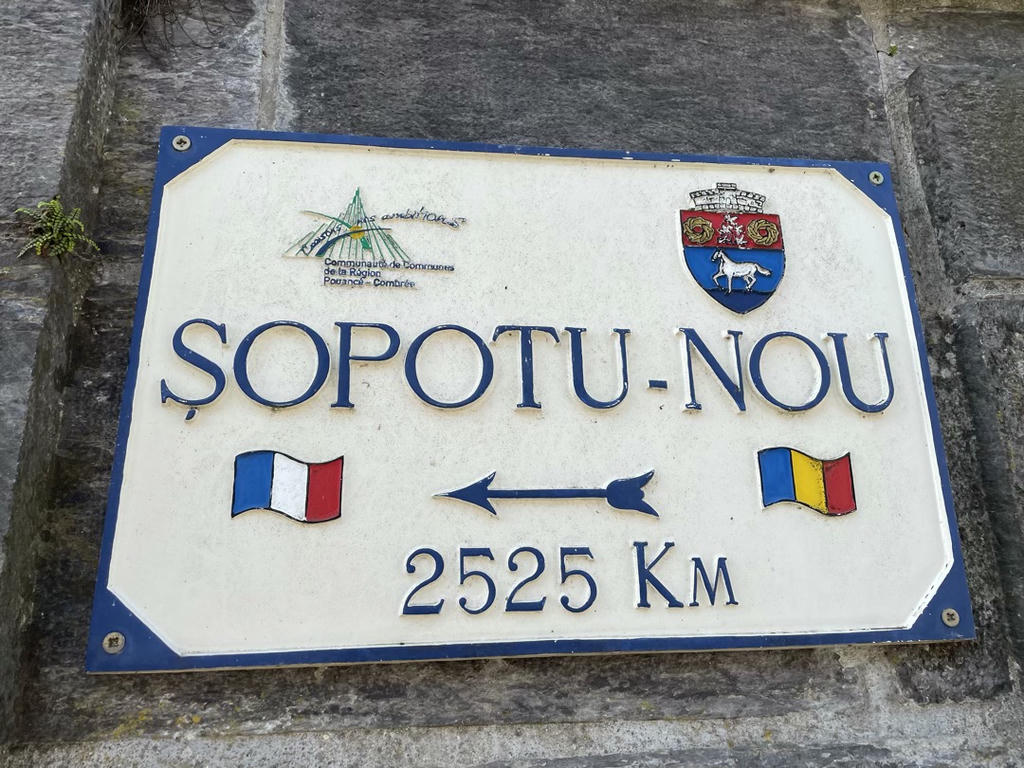 Communauté de Communes
de la Région
Pouancé - Combrée
ȘOPOTU-NOU
2525 KM